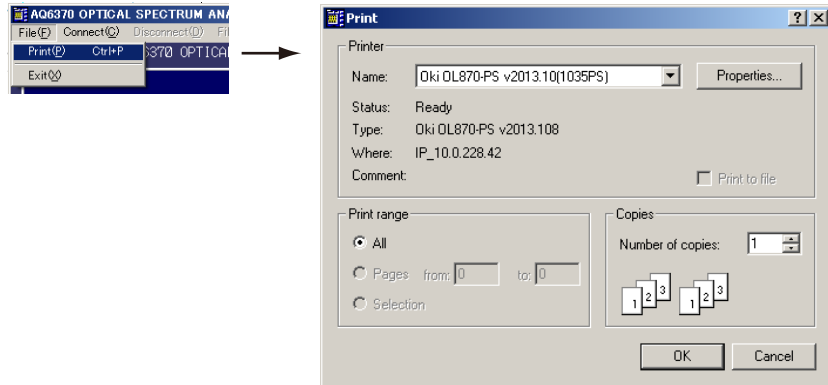 AQ6370 OPTICAL SPECTRUM ANA
File(F) Connect(C) Disconnect(D) Fil
Print(P) Ctrl+P
6370 OPTICA
Exit(X)
Print
Printer
Name: Oki OL870-PS v2013.10(1035PS) Properties...
Status: Ready
Type: Oki OL870-PS v2013.108
Where: IP_10.0.228.42
Comment:
Print to file
Print range
All
Pages from: 0 to: 0
Selection
Copies
Number of copies: 1
1 2 3 1 2 3
OK Cancel